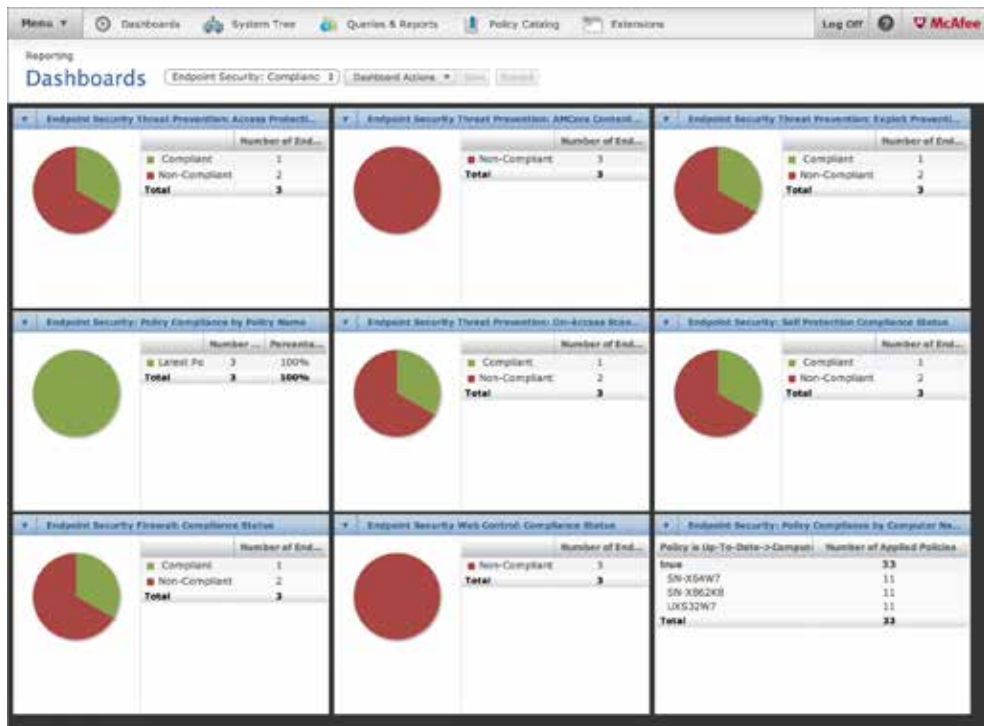 Menu
Dashboards
System Tree
Queries & Reports
Policy Catalog
Extensions
Log Off
McAfee
Reporting
Dashboards
Endpoint Security: Complianc
Dashboard Actions
Endpoint Security Threat Prevention: Access Protecti...
Number of End...
Compliant 1
Non-Compliant 2
Total 3
Endpoint Security Threat Prevention: AMCore Content...
Number of End...
Non-Compliant 3
Total 3
Endpoint Security Threat Prevention: Exploit Preventi...
Number of End...
Compliant 1
Non-Compliant 2
Total 3
Endpoint Security: Policy Compliance by Policy Name
Number ... Percenta...
Latest Po 3 100%
Total 3 100%
Endpoint Security Threat Prevention: On-Access Scan...
Number of End...
Compliant 1
Non-Compliant 2
Total 3
Endpoint Security: Self Protection Compliance Status
Number of End...
Compliant 1
Non-Compliant 2
Total 3
Endpoint Security Firewall: Compliance Status
Number of End...
Compliant 1
Non-Compliant 2
Total 3
Endpoint Security Web Control: Compliance Status
Number of End...
Non-Compliant 3
Total 3
Endpoint Security: Policy Compliance by Computer Na...
Policy is Up-To-Date->Comput Number of Applied Policies
true 33
SN-X64W7 11
SN-X862K8 11
UXS32W7 11
Total 33